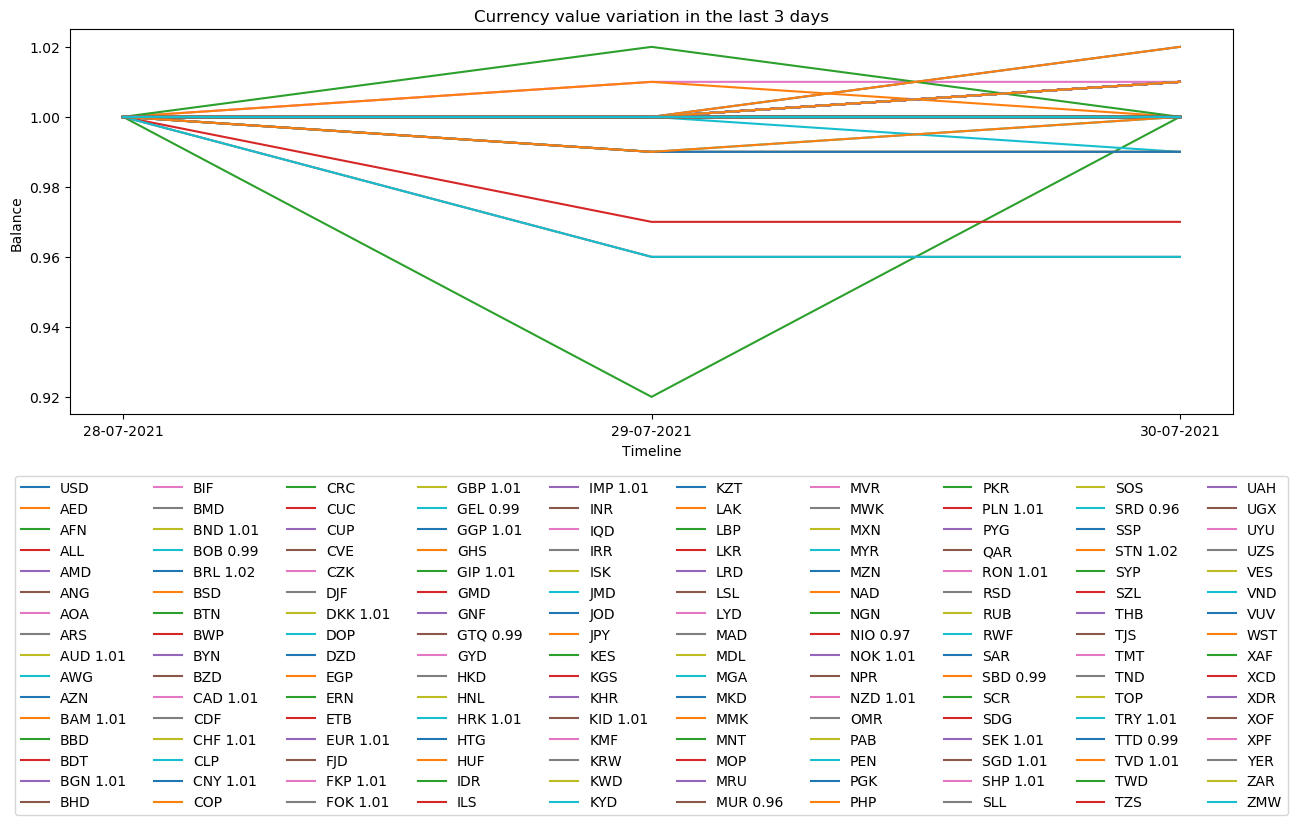 Currency value variation in the last 3 days
1.02
1.00
0.98
0.96
0.94
0.92
Balance
28-07-2021 29-07-2021 30-07-2021
Timeline
USD BIF CRC GBP 1.01 IMP 1.01 KZT MVR PKR SOS UAH
AED BMD CUC GEL 0.99 INR LAK MWK PLN 1.01 SRD 0.96 UGX
AFN BND 1.01 CUP GGP 1.01 IQD LBP MXN PYG SSP UYU
ALL BOB 0.99 CVE GHS IRR LKR MYR QAR STN 1.02 UZS
AMD BRL 1.02 CZK GIP 1.01 ISK LRD MZN RON 1.01 SYP VES
ANG BSD DJF GMD JMD LSL NAD RSD SZL VND
AOA BTN DKK 1.01 GNF JOD LYD NGN RUB THB VUV
ARS BWP DOP GTQ 0.99 JPY MAD NIO 0.97 RWF TJS WST
AUD 1.01 BYN DZD GYD KES MDL NOK 1.01 SAR TMT XAF
AWG BZD EGP HKD KGS MGA NPR SBD 0.99 TND XCD
AZN CAD 1.01 ERN HNL KHR MKD NZD 1.01 SCR TOP XDR
BAM 1.01 CDF ETB HRK 1.01 KID 1.01 MMK OMR SDG TRY 1.01 XOF
BBD CHF 1.01 EUR 1.01 HTG KMF MNT PAB SEK 1.01 TTD 0.99 XPF
BDT CLP FJD HUF KRW MOP PEN SGD 1.01 TVD 1.01 YER
BGN 1.01 CNY 1.01 FKP 1.01 IDR KWD MRU PGK SHP 1.01 TWD ZAR
BHD COP FOK 1.01 ILS KYD MUR 0.96 PHP SLL TZS ZMW